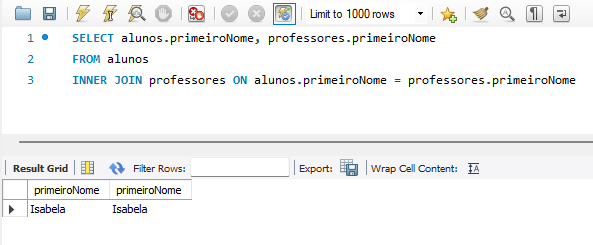 Limit to 1000 rows
1 SELECT alunos.primeiroNome, professores.primeiroNome
2 FROM alunos
3 INNER JOIN professores ON alunos.primeiroNome = professores.primeiroNome
Result Grid Filter Rows: Export: Wrap Cell Content:
primeiroNome primeiroNome
Isabela Isabela